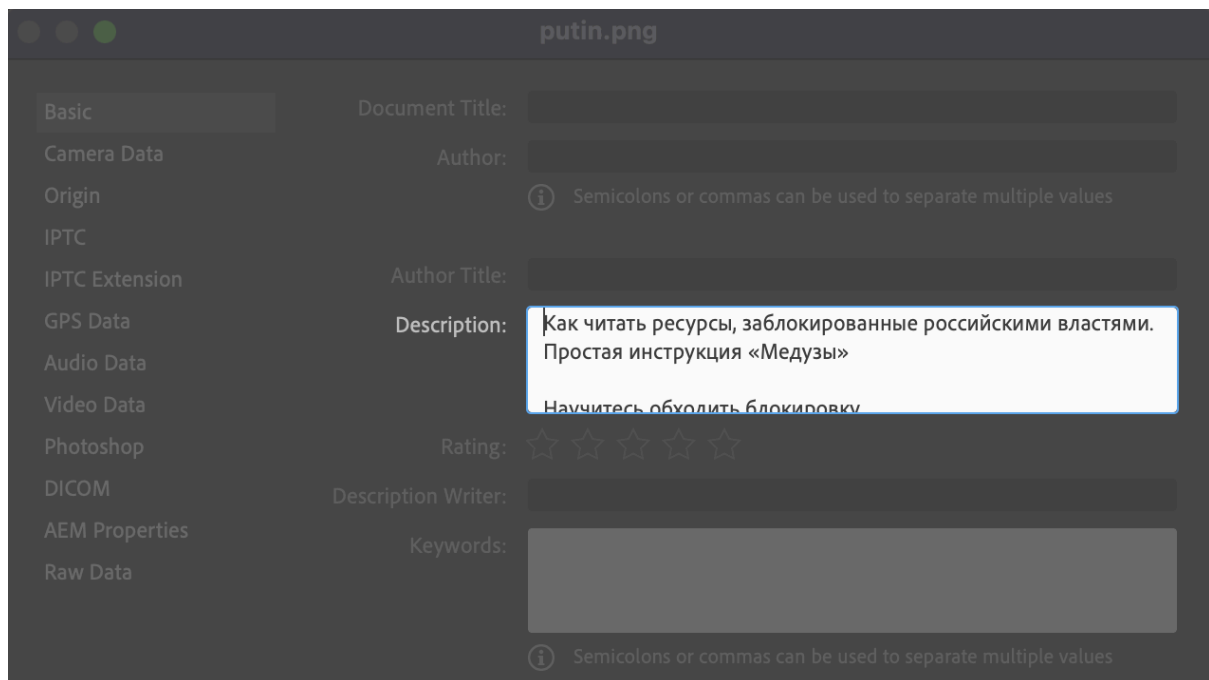 putin.png
Basic
Camera Data
Origin
IPTC
IPTC Extension
GPS Data
Audio Data
Video Data
Photoshop
DICOM
AEM Properties
Raw Data
Document Title:
Author:
Semicolons or commas can be used to separate multiple values
Author Title:
Description:
Как читать ресурсы, заблокированные российскими властями.
Простая инструкция «Медузы»
Научитесь обходить блокировку
Rating:
Description Writer:
Keywords:
Semicolons or commas can be used to separate multiple values